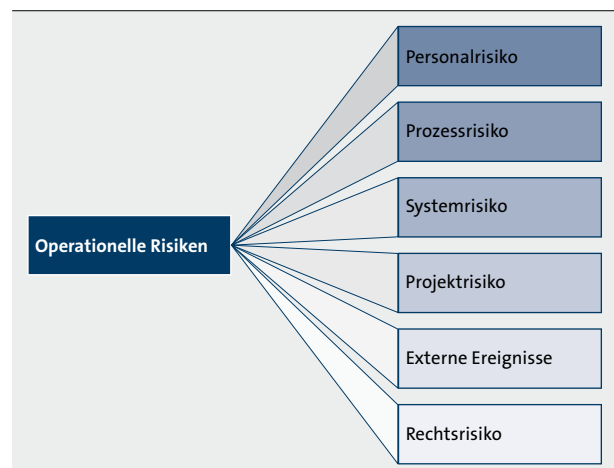 Personalrisiko
Prozessrisiko
Systemrisiko
Operationelle Risiken
Projektrisiko
Externe Ereignisse
Rechtsrisiko